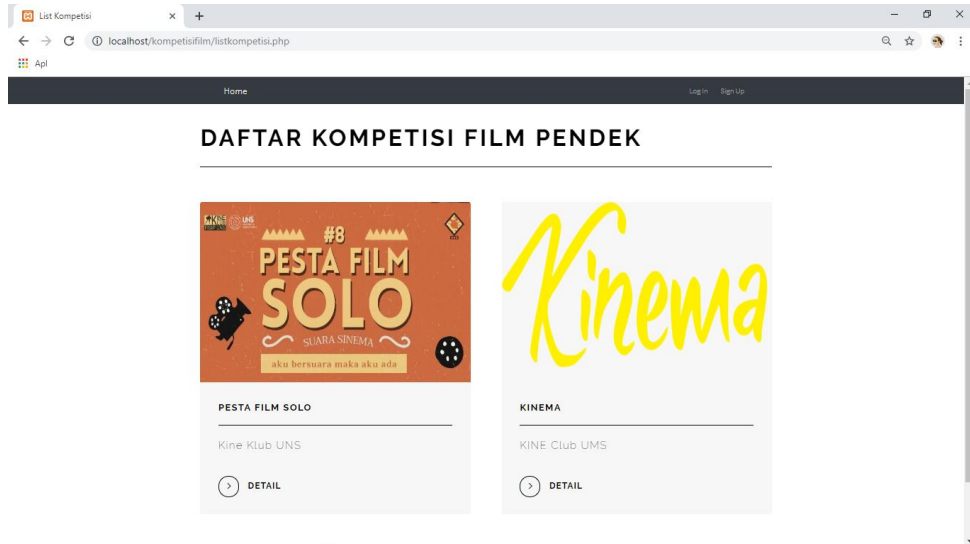 List Kompetisi
localhost/kompetisifilm/listkompetisi.php
Apl
Home Log In Sign Up
DAFTAR KOMPETISI FILM PENDEK
UNS
#8
PESTA FILM
SOLO
SUARA SINEMA
aku bersuara maka aku ada
Kinema
PESTA FILM SOLO
Kine Klub UNS
DETAIL
KINEMA
KINE Club UMS
DETAIL